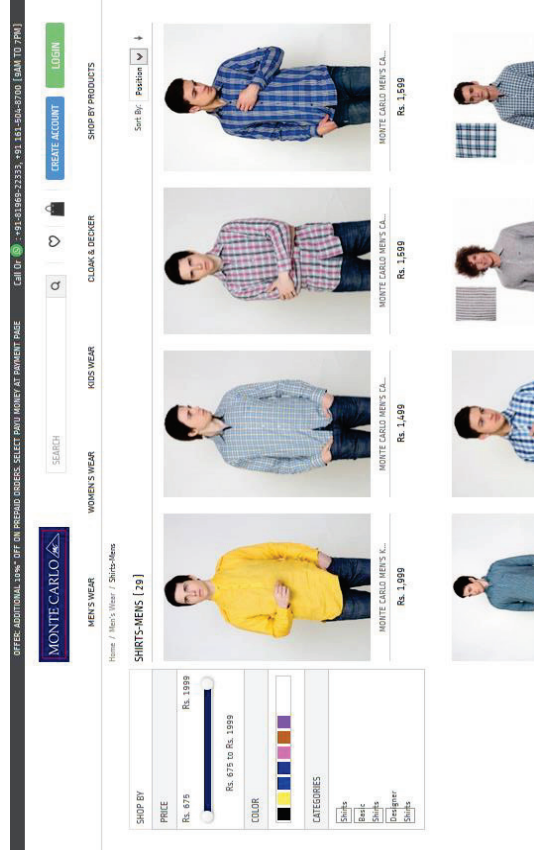 OFFER: ADDITIONAL 10%* OFF ON PREPAID ORDERS. SELECT PAYU MONEY AT PAYMENT PAGE
Call Or : +91-81969-22333, +91 161-504-8700 [ 9AM TO 7PM ]
MONTE CARLO
SEARCH
CREATE ACCOUNT
LOGIN
MEN'S WEAR
WOMEN'S WEAR
KIDS WEAR
CLOAK & DECKER
SHOP BY PRODUCTS
Home / Men's Wear / Shirts-Mens
SHIRTS-MENS [ 29 ]
Sort By: Position
SHOP BY
PRICE
Rs. 675
Rs. 1999
Rs. 675 to Rs. 1999
COLOR
CATEGORIES
Shirts
Basic Shirts
Designer Shirts
MONTE CARLO MEN'S K...
Rs. 1,999
MONTE CARLO MEN'S CA...
Rs. 1,499
MONTE CARLO MEN'S CA...
Rs. 1,599
MONTE CARLO MEN'S CA...
Rs. 1,599